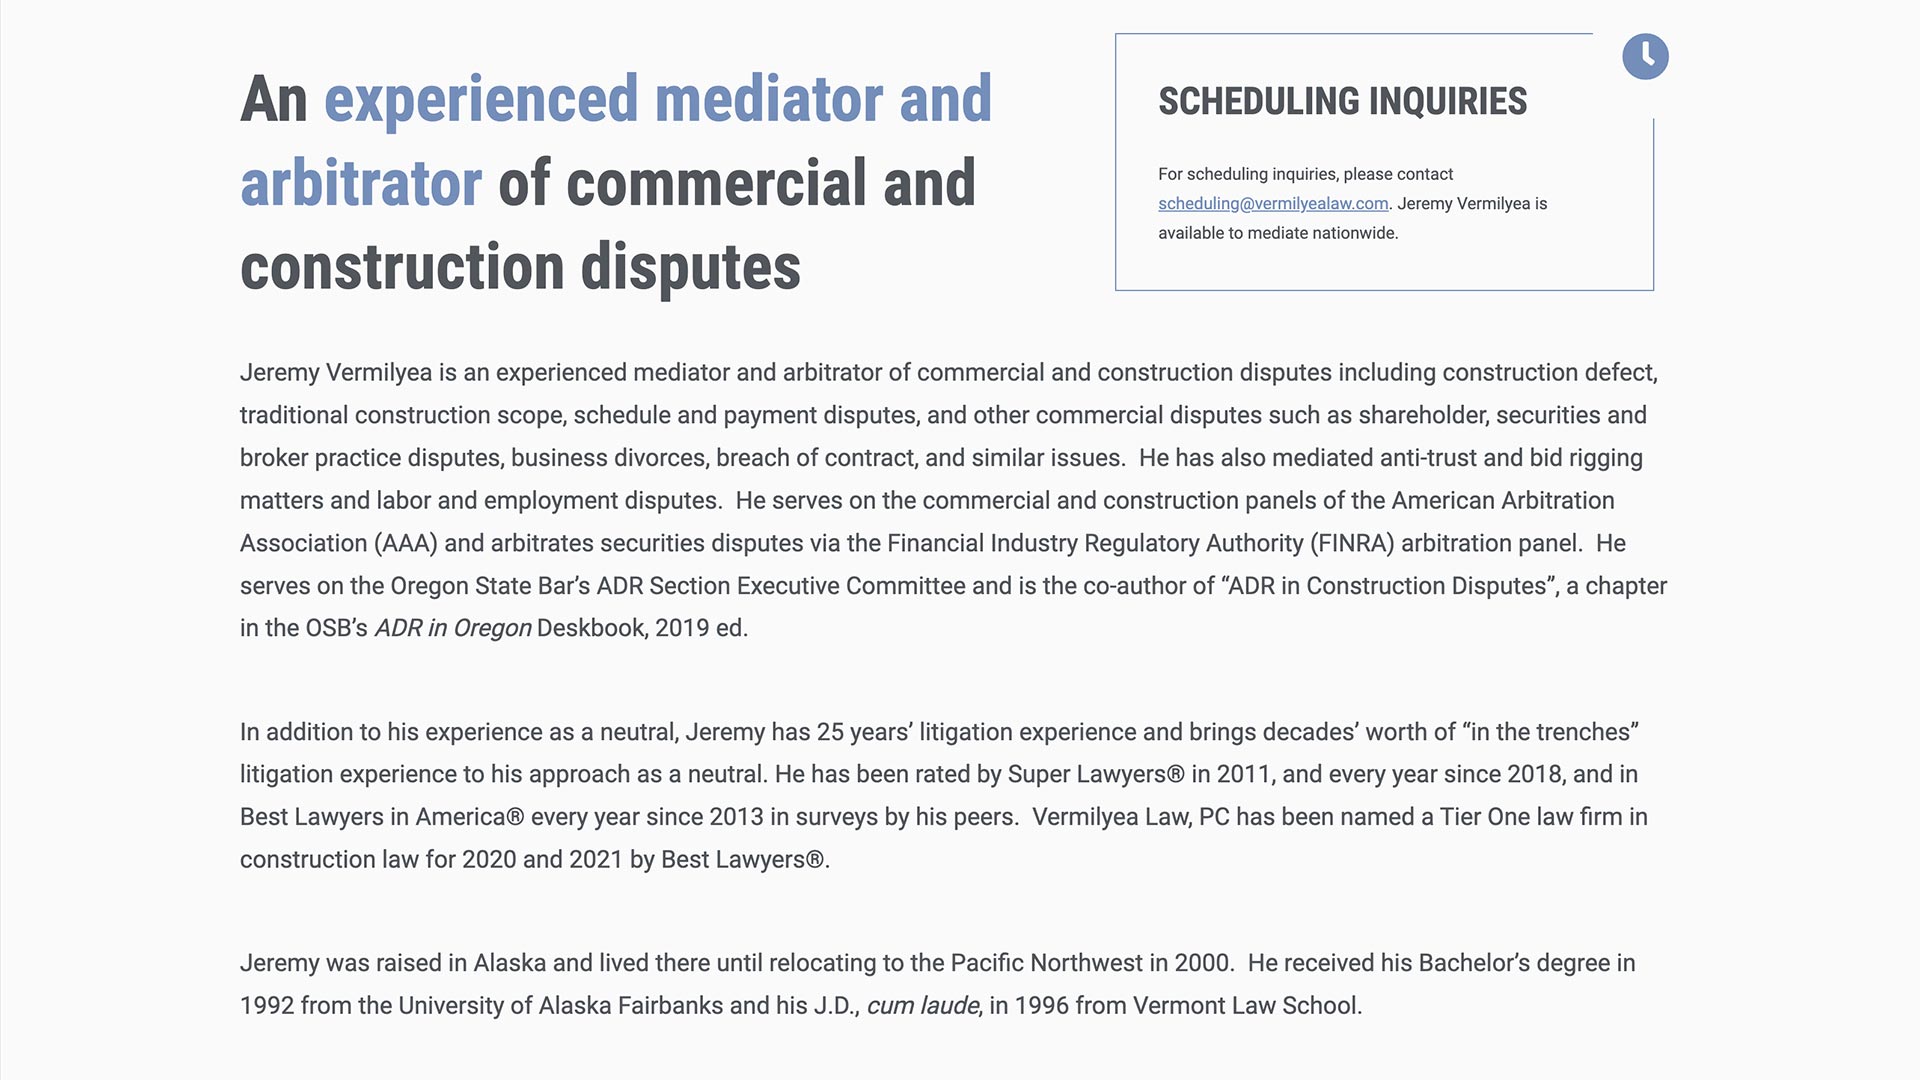 An experienced mediator and
arbitrator of commercial and
construction disputes
SCHEDULING INQUIRIES
For scheduling inquiries, please contact
scheduling@vermilyealaw.com. Jeremy Vermilyea is
available to mediate nationwide.
Jeremy Vermilyea is an experienced mediator and arbitrator of commercial and construction disputes including construction defect,
traditional construction scope, schedule and payment disputes, and other commercial disputes such as shareholder, securities and
broker practice disputes, business divorces, breach of contract, and similar issues.  He has also mediated anti-trust and bid rigging
matters and labor and employment disputes.  He serves on the commercial and construction panels of the American Arbitration
Association (AAA) and arbitrates securities disputes via the Financial Industry Regulatory Authority (FINRA) arbitration panel.  He
serves on the Oregon State Bar’s ADR Section Executive Committee and is the co-author of “ADR in Construction Disputes”, a chapter
in the OSB’s ADR in Oregon Deskbook, 2019 ed.
In addition to his experience as a neutral, Jeremy has 25 years’ litigation experience and brings decades’ worth of “in the trenches”
litigation experience to his approach as a neutral. He has been rated by Super Lawyers® in 2011, and every year since 2018, and in
Best Lawyers in America® every year since 2013 in surveys by his peers.  Vermilyea Law, PC has been named a Tier One law firm in
construction law for 2020 and 2021 by Best Lawyers®.
Jeremy was raised in Alaska and lived there until relocating to the Pacific Northwest in 2000.  He received his Bachelor’s degree in
1992 from the University of Alaska Fairbanks and his J.D., cum laude, in 1996 from Vermont Law School.